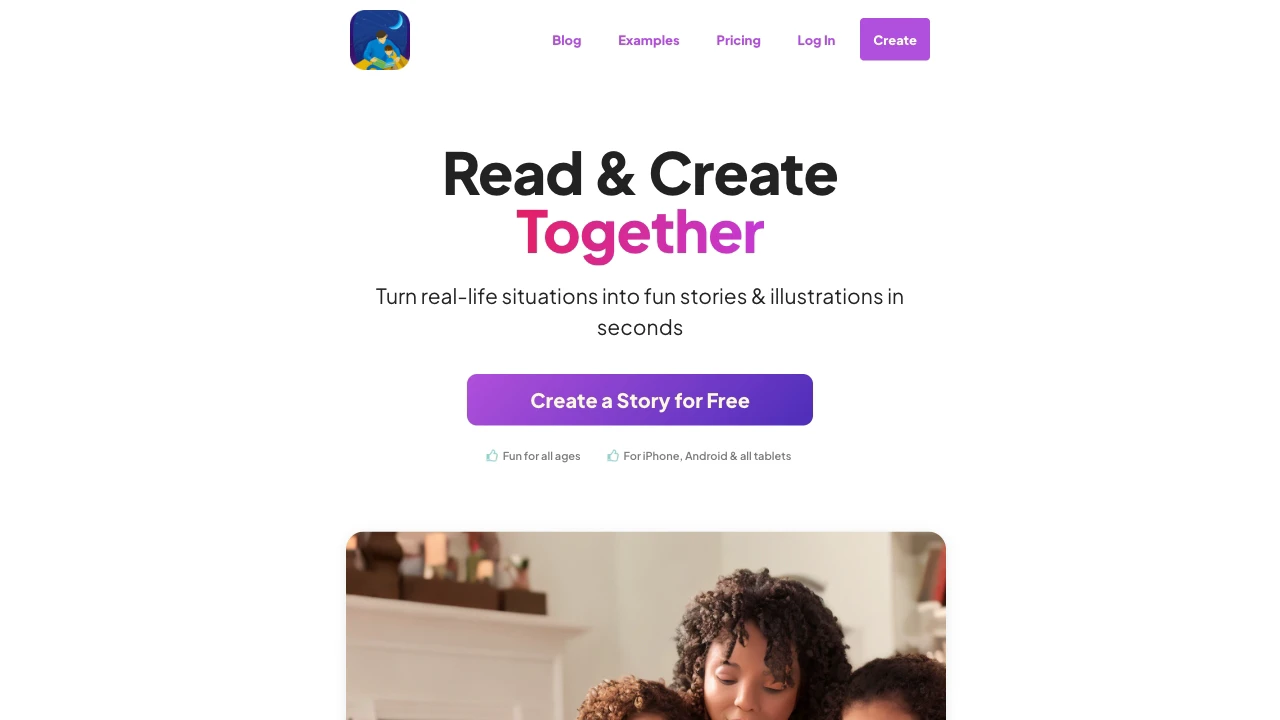 Blog
Examples
Pricing
Log In
Create
Read & Create
Together
Turn real-life situations into fun stories & illustrations in
seconds
Create a Story for Free
Fun for all ages
For iPhone, Android & all tablets